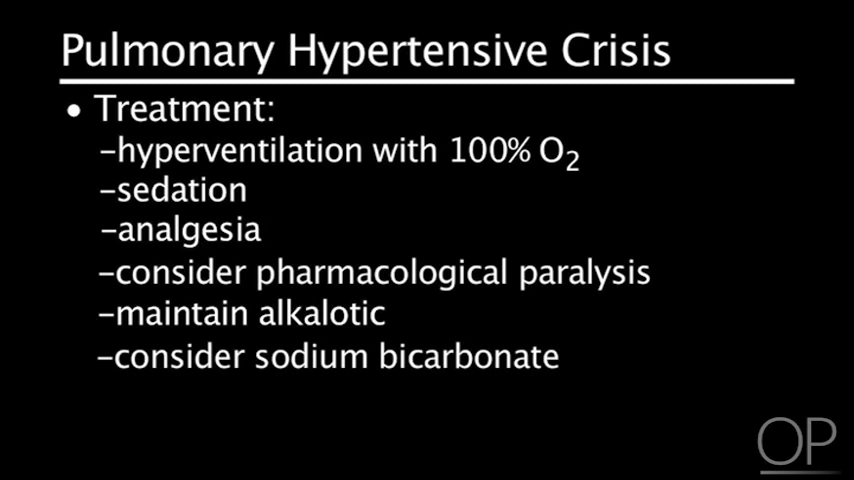 Pulmonary Hypertensive Crisis
• Treatment:
–hyperventilation with 100% O₂
–sedation
–analgesia
–consider pharmacological paralysis
–maintain alkalotic
–consider sodium bicarbonate
OP